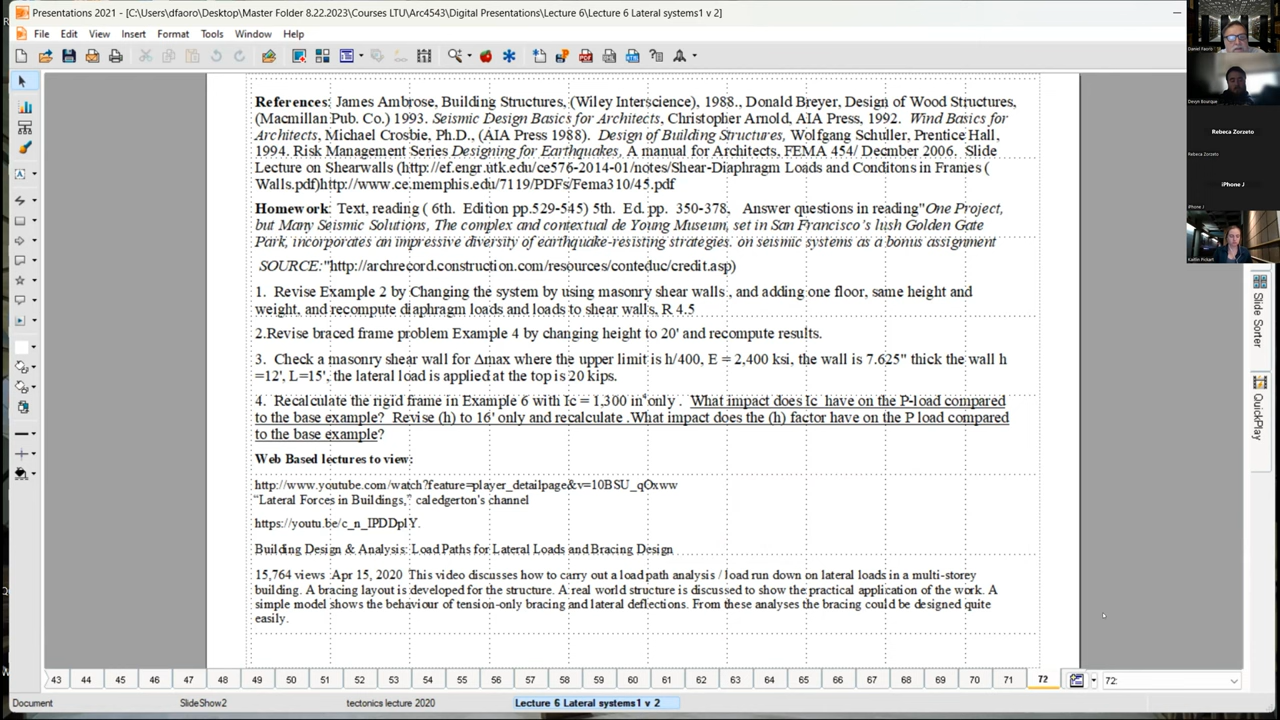 Presentations 2021 - [C:\Users\dfaoro\Desktop\Master Folder 8.22.2023\Courses LTU\Arc4543\Digital Presentations\Lecture 6\Lecture 6 Lateral systems1 v 2]
File Edit View Insert Format Tools Window Help
References: James Ambrose, Building Structures, (Wiley Interscience), 1988., Donald Breyer, Design of Wood Structures,
(Macmillan Pub. Co.) 1993. Seismic Design Basics for Architects, Christopher Arnold, AIA Press, 1992. Wind Basics for
Architects, Michael Crosbie, Ph.D., (AIA Press 1988). Design of Building Structures, Wolfgang Schuller, Prentice Hall,
1994. Risk Management Series Designing for Earthquakes, A manual for Architects, FEMA 454/ Decmber 2006. Slide
Lecture on Shearwalls (http://ef.engr.utk.edu/ce576-2014-01/notes/Shear-Diaphragm Loads and Conditons in Frames (
Walls.pdf)http://www.ce.memphis.edu/7119/PDFs/Fema310/45.pdf
Homework: Text, reading ( 6th. Edition pp.529-545) 5th. Ed. pp. 350-378, Answer questions in reading"One Project,
but Many Seismic Solutions, The complex and contextual de Young Museum, set in San Francisco's lush Golden Gate
Park, incorporates an impressive diversity of earthquake-resisting strategies. on seismic systems as a bonus assignment
SOURCE:"http://archrecord.construction.com/resources/conteduc/credit.asp)
1. Revise Example 2 by Changing the system by using masonry shear walls , and adding one floor, same height and
weight, and recompute diaphragm loads and loads to shear walls, R 4.5
2.Revise braced frame problem Example 4 by changing height to 20' and recompute results.
3. Check a masonry shear wall for Δmax where the upper limit is h/400, E = 2,400 ksi, the wall is 7.625" thick the wall h
=12', L=15', the lateral load is applied at the top is 20 kips.
4. Recalculate the rigid frame in Example 6 with Ic = 1,300 in⁴only . What impact does Ic have on the P-load compared
to the base example? Revise (h) to 16' only and recalculate .What impact does the (h) factor have on the P load compared
to the base example?
Web Based lectures to view:
http://www.youtube.com/watch?feature=player_detailpage&v=10BSU_qOxww
"Lateral Forces in Buildings," caledgerton's channel
https://youtu.be/c_n_IPDDplY.
Building Design & Analysis: Load Paths for Lateral Loads and Bracing Design
15,764 views Apr 15, 2020 This video discusses how to carry out a load path analysis / load run down on lateral loads in a multi-storey
building. A bracing layout is developed for the structure. A real world structure is discussed to show the practical application of the work. A
simple model shows the behaviour of tension-only bracing and lateral deflections. From these analyses the bracing could be designed quite
easily.
43 44 45 46 47 48 49 50 51 52 53 54 55 56 57 58 59 60 61 62 63 64 65 66 67 68 69 70 71 72 72:
Document SlideShow2 tectonics lecture 2020 Lecture 6 Lateral systems1 v 2
Devyn Bourque
Rebeca Zorzeto
Rebeca Zorzeto
iPhone J
iPhone J
Kaitlin Pickart
Slide Sorter
QuickPlay